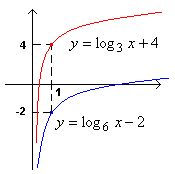 4
y = log₃ x + 4
1
-2
y = log₆ x − 2